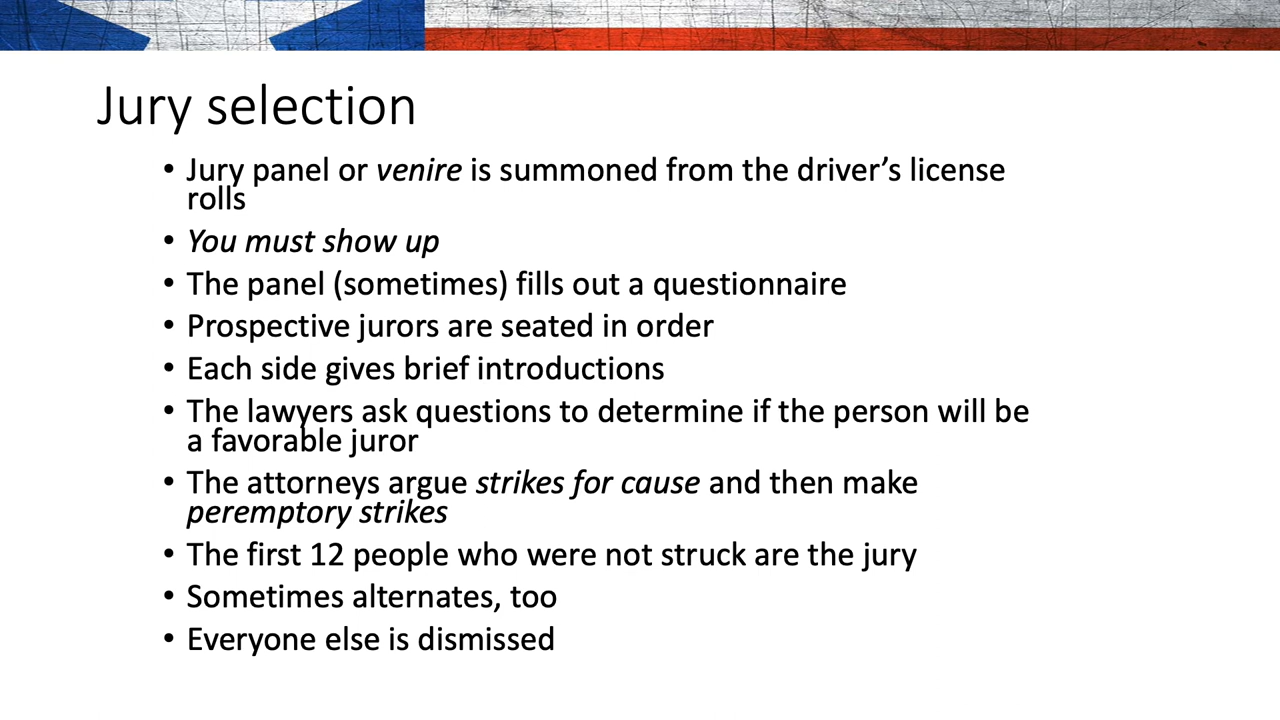 Jury selection
• Jury panel or venire is summoned from the driver’s license
rolls
• You must show up
• The panel (sometimes) fills out a questionnaire
• Prospective jurors are seated in order
• Each side gives brief introductions
• The lawyers ask questions to determine if the person will be
a favorable juror
• The attorneys argue strikes for cause and then make
peremptory strikes
• The first 12 people who were not struck are the jury
• Sometimes alternates, too
• Everyone else is dismissed